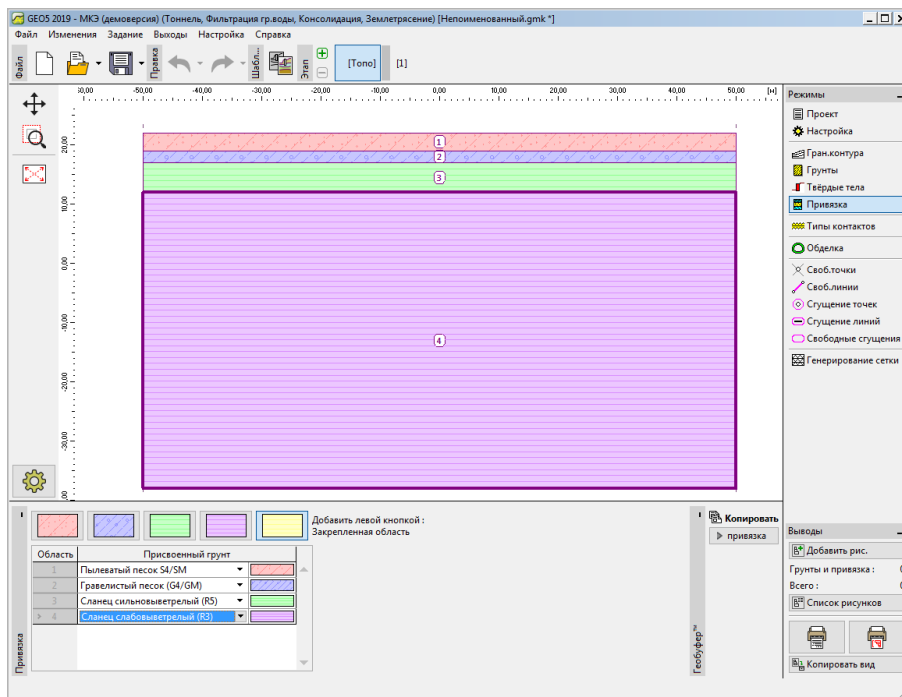 GEO5 2019 - МКЭ (демоверсия) (Тоннель, Фильтрация гр.воды, Консолидация, Землетрясение) [Непоименованный.gmk *]
Файл Изменения Задание Выходы Настройка Справка
Файл
Правка
Шабл...
Этап
[Топо] [1]
-50,00 -40,00 -30,00 -20,00 -10,00 0,00 10,00 20,00 30,00 40,00 50,00 [м]
20,00
10,00
0,00
-10,00
-20,00
-30,00
1
2
3
4
Режимы
Проект
Настройка
Гран.контура
Грунты
Твёрдые тела
Привязка
Типы контактов
Обделка
Своб.точки
Своб.линии
Сгущение точек
Сгущение линий
Свободные сгущения
Генерирование сетки
Добавить левой кнопкой :
Закрепленная область
Область Присвоенный грунт
1 Пылеватый песок S4/SM
2 Гравелистый песок (G4/GM)
3 Сланец сильновыветрелый (R5)
4 Сланец слабовыветрелый (R3)
Привязка
Геобуфер™
Копировать
привязка
Выводы
Добавить рис.
Грунты и привязка :
Всего :
Список рисунков
Копировать вид